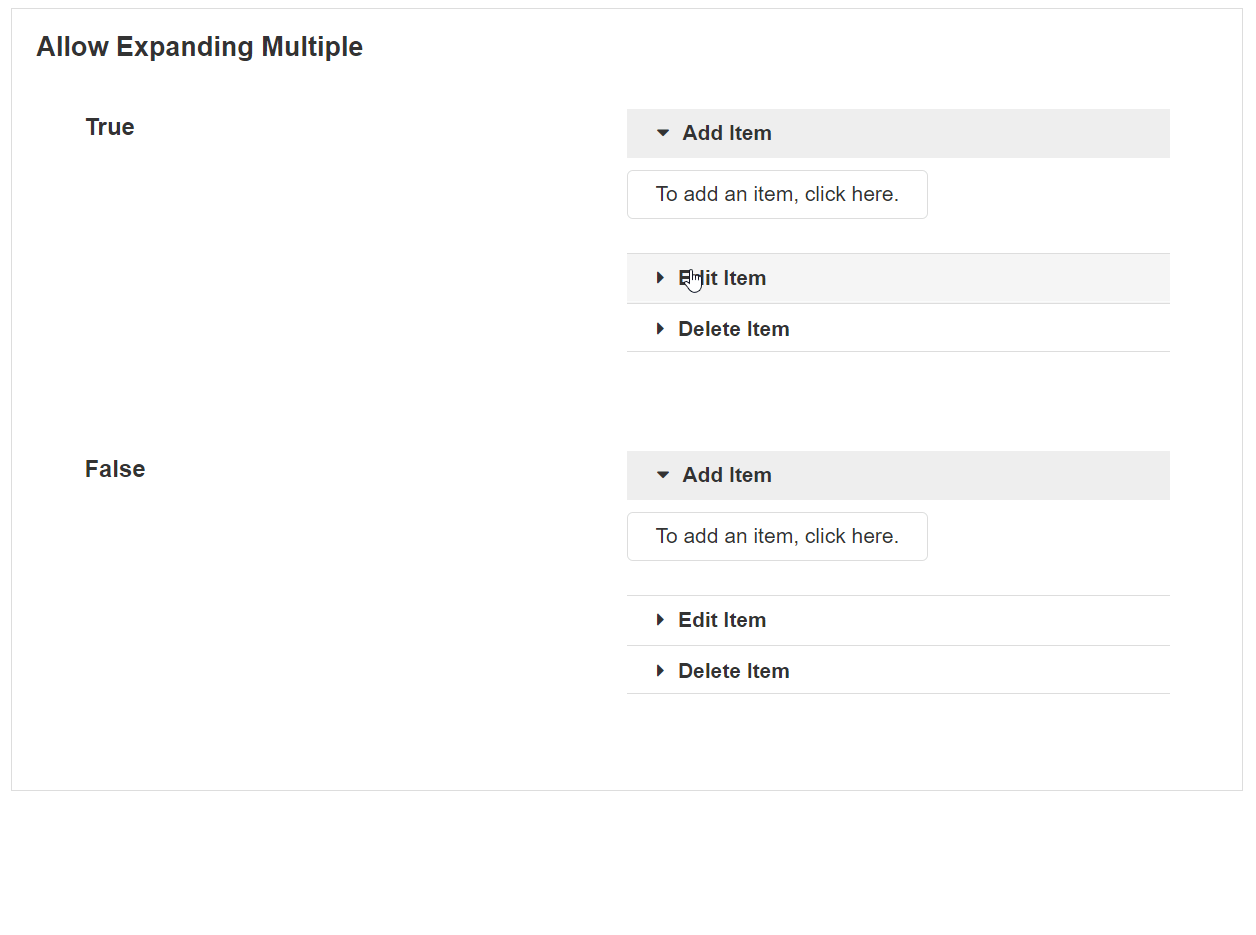 Allow Expanding Multiple
True
Add Item
To add an item, click here.
Edit Item
Delete Item
False
Add Item
To add an item, click here.
Edit Item
Delete Item